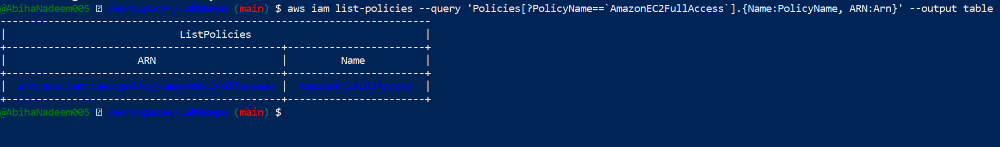 @AbihaNadeem005 /workspaces/Lab8Repo (main) $ aws iam list-policies --query 'Policies[?PolicyName==`AmazonEC2FullAccess`].{Name:PolicyName, ARN:Arn}' --output table
---------------------------------------------------------------------
| ListPolicies |
+--------------------------------------------+----------------------+
| ARN | Name |
+--------------------------------------------+----------------------+
| arn:aws:iam::aws:policy/AmazonEC2FullAccess | AmazonEC2FullAccess |
+--------------------------------------------+----------------------+
@AbihaNadeem005 /workspaces/Lab8Repo (main) $